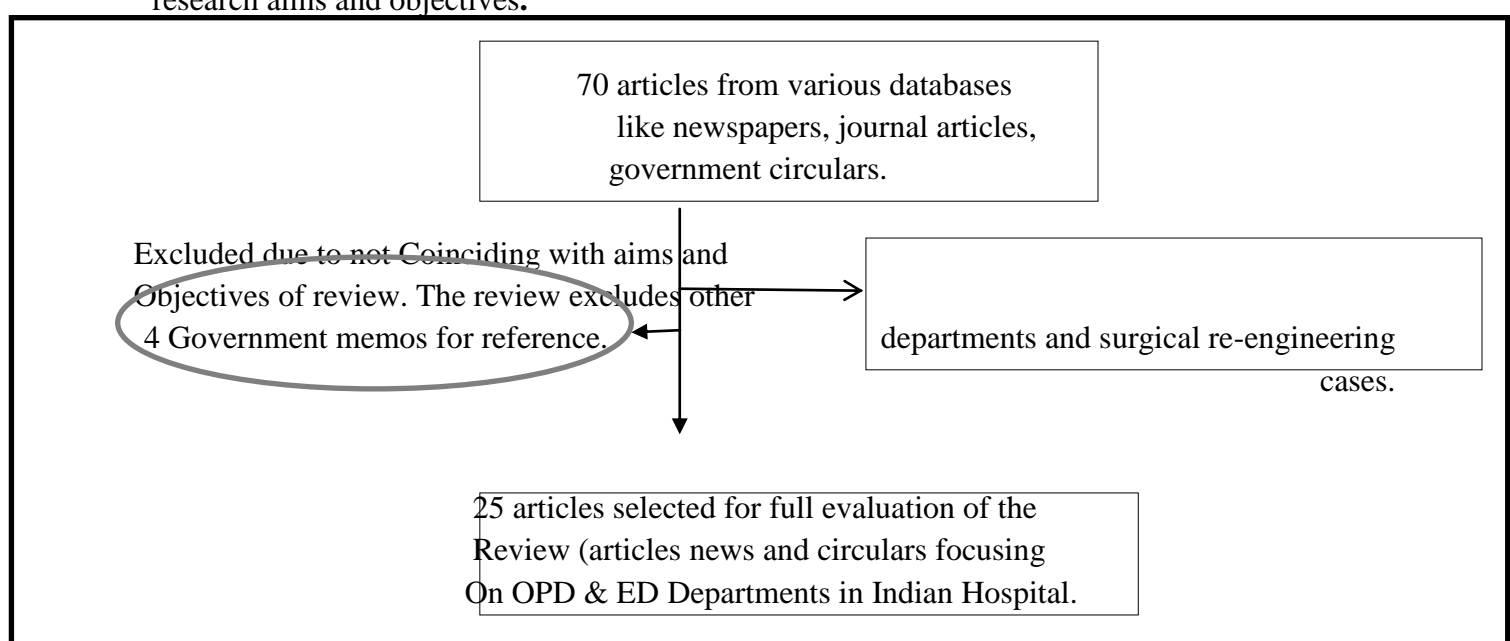 research aims and objectives.
70 articles from various databases
like newspapers, journal articles,
government circulars.
Excluded due to not Coinciding with aims and
Objectives of review. The review excludes other
4 Government memos for reference.
departments and surgical re-engineering
cases.
25 articles selected for full evaluation of the
Review (articles news and circulars focusing
On OPD & ED Departments in Indian Hospital.